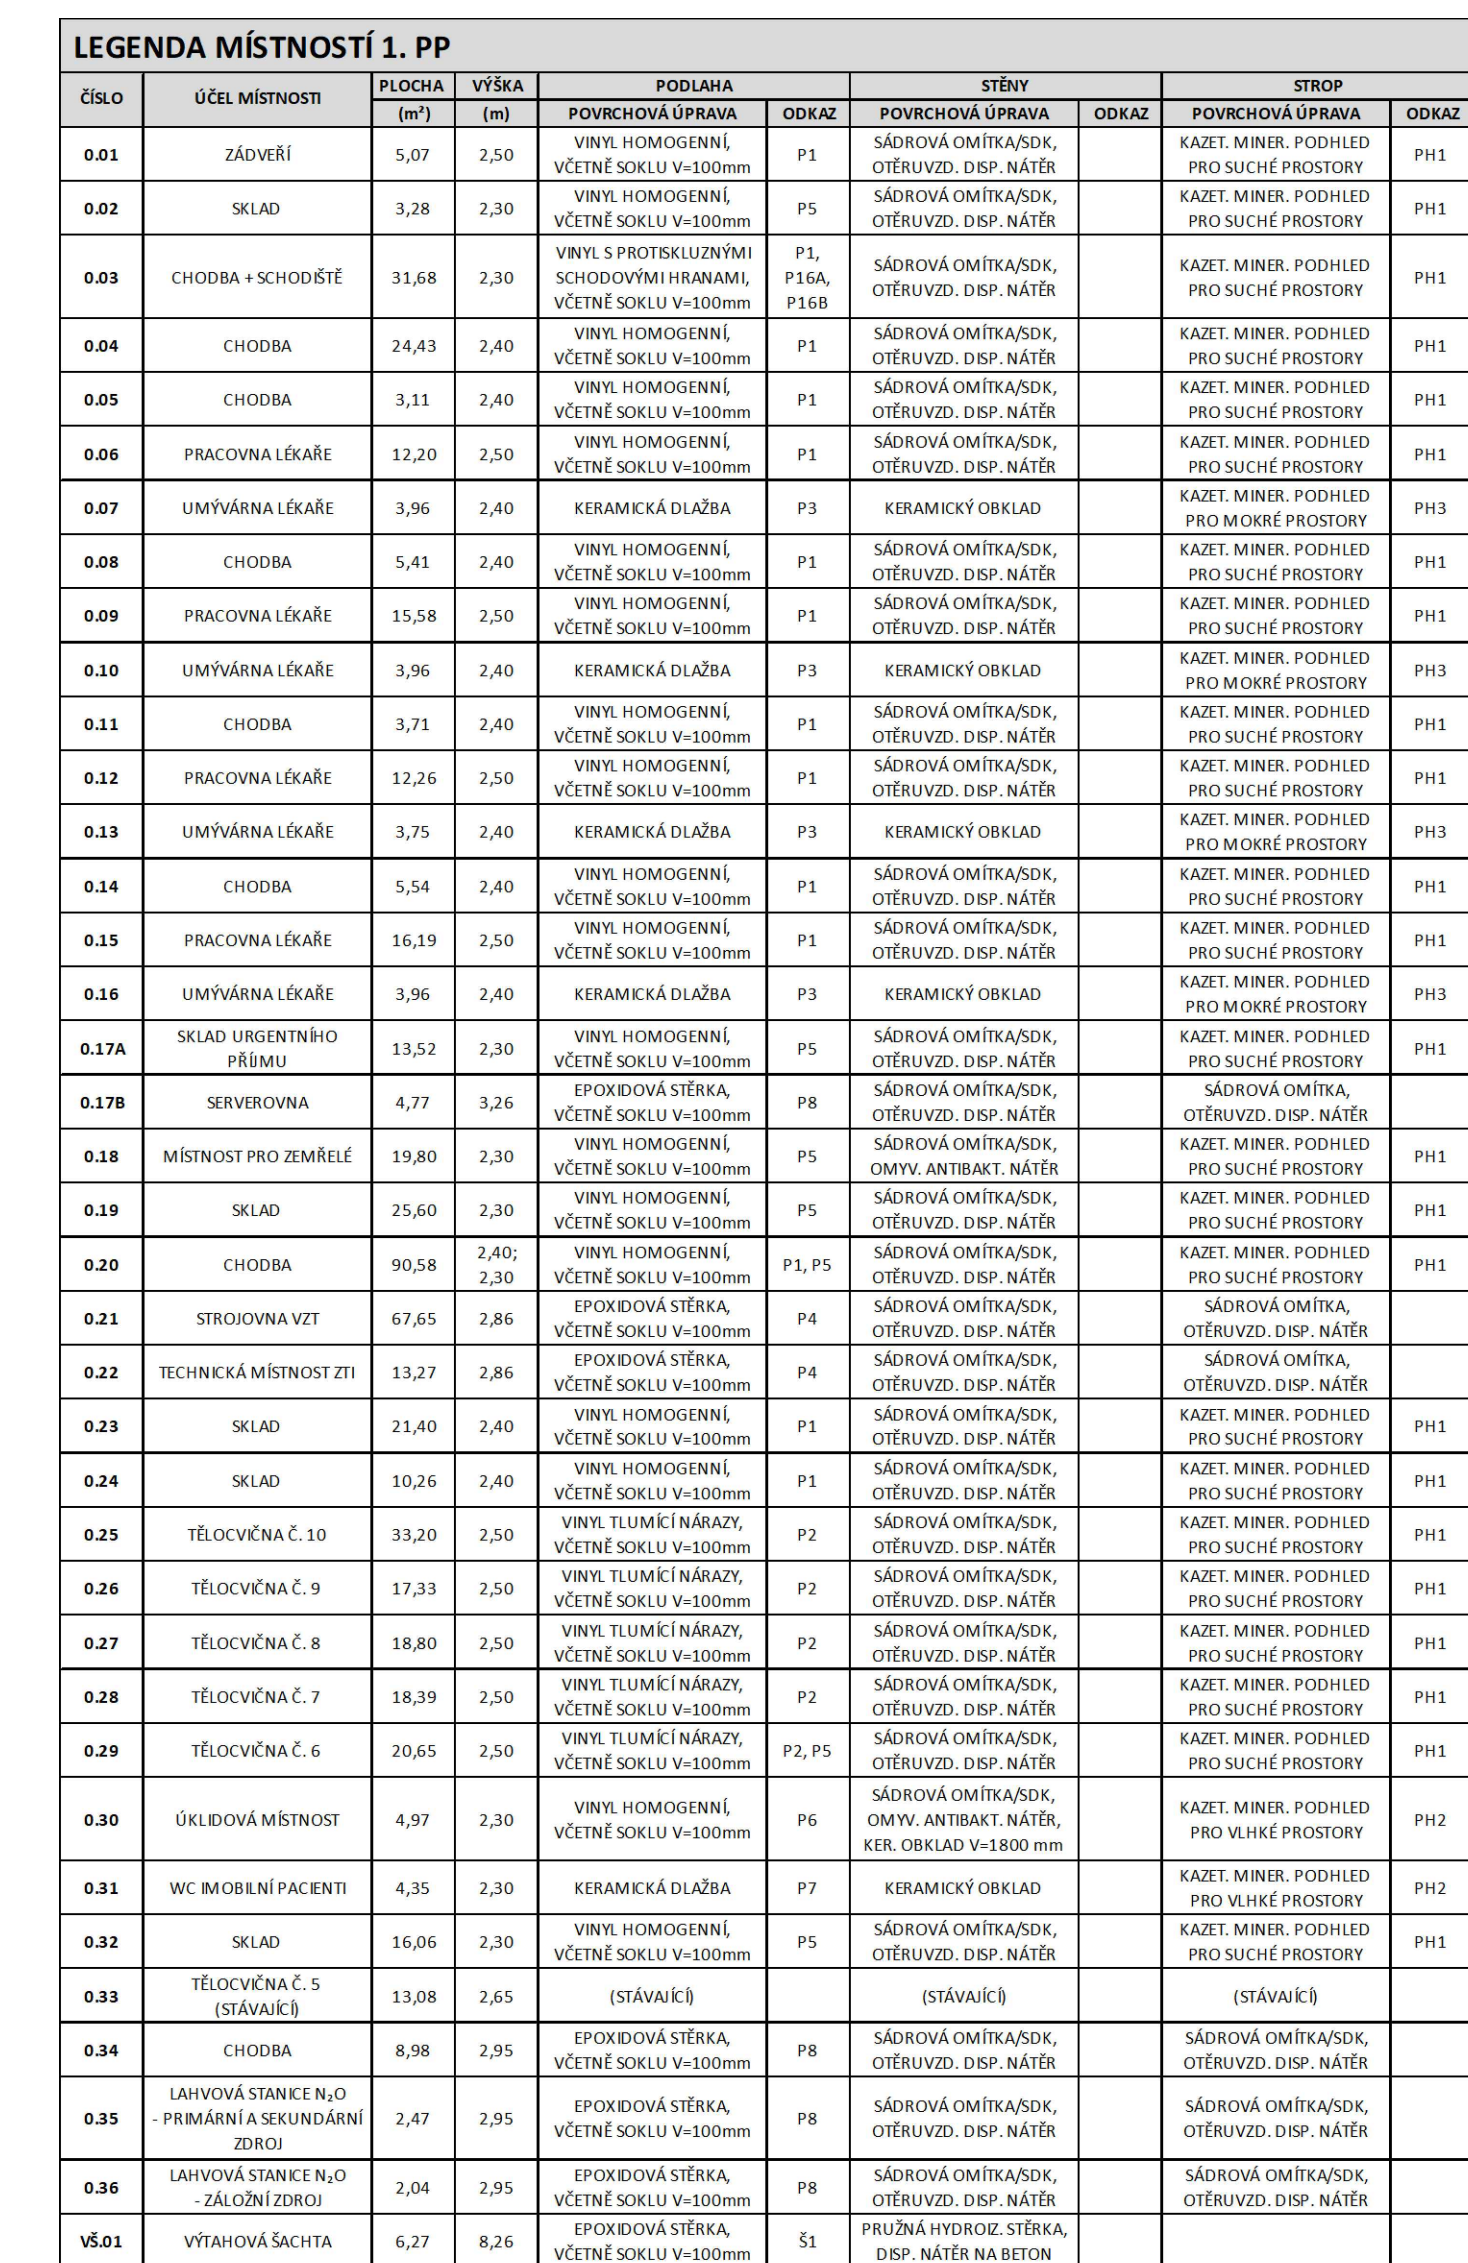 LEGENDA MÍSTNOSTÍ 1. PP
ČÍSLO ÚČEL MÍSTNOSTI PLOCHA VÝŠKA PODLAHA STĚNY STROP
(m²) (m) POVRCHOVÁ ÚPRAVA ODKAZ POVRCHOVÁ ÚPRAVA ODKAZ POVRCHOVÁ ÚPRAVA ODKAZ
0.01 ZÁDVEŘÍ 5,07 2,50 VINYL HOMOGENNÍ, VČETNĚ SOKLU V=100mm P1 SÁDROVÁ OMÍTKA/SDK, OTĚRUVZD. DISP. NÁTĚR KAZET. MINER. PODHLED PRO SUCHÉ PROSTORY PH1
0.02 SKLAD 3,28 2,30 VINYL HOMOGENNÍ, VČETNĚ SOKLU V=100mm P5 SÁDROVÁ OMÍTKA/SDK, OTĚRUVZD. DISP. NÁTĚR KAZET. MINER. PODHLED PRO SUCHÉ PROSTORY PH1
0.03 CHODBA + SCHODIŠTĚ 31,68 2,30 VINYL S PROTISKLUZNÝMI SCHODOVÝMI HRANAMI, VČETNĚ SOKLU V=100mm P1, P16A, P16B SÁDROVÁ OMÍTKA/SDK, OTĚRUVZD. DISP. NÁTĚR KAZET. MINER. PODHLED PRO SUCHÉ PROSTORY PH1
0.04 CHODBA 24,43 2,40 VINYL HOMOGENNÍ, VČETNĚ SOKLU V=100mm P1 SÁDROVÁ OMÍTKA/SDK, OTĚRUVZD. DISP. NÁTĚR KAZET. MINER. PODHLED PRO SUCHÉ PROSTORY PH1
0.05 CHODBA 3,11 2,40 VINYL HOMOGENNÍ, VČETNĚ SOKLU V=100mm P1 SÁDROVÁ OMÍTKA/SDK, OTĚRUVZD. DISP. NÁTĚR KAZET. MINER. PODHLED PRO SUCHÉ PROSTORY PH1
0.06 PRACOVNA LÉKAŘE 12,20 2,50 VINYL HOMOGENNÍ, VČETNĚ SOKLU V=100mm P1 SÁDROVÁ OMÍTKA/SDK, OTĚRUVZD. DISP. NÁTĚR KAZET. MINER. PODHLED PRO SUCHÉ PROSTORY PH1
0.07 UMÝVÁRNA LÉKAŘE 3,96 2,40 KERAMICKÁ DLAŽBA P3 KERAMICKÝ OBKLAD KAZET. MINER. PODHLED PRO MOKRÉ PROSTORY PH3
0.08 CHODBA 5,41 2,40 VINYL HOMOGENNÍ, VČETNĚ SOKLU V=100mm P1 SÁDROVÁ OMÍTKA/SDK, OTĚRUVZD. DISP. NÁTĚR KAZET. MINER. PODHLED PRO SUCHÉ PROSTORY PH1
0.09 PRACOVNA LÉKAŘE 15,58 2,50 VINYL HOMOGENNÍ, VČETNĚ SOKLU V=100mm P1 SÁDROVÁ OMÍTKA/SDK, OTĚRUVZD. DISP. NÁTĚR KAZET. MINER. PODHLED PRO SUCHÉ PROSTORY PH1
0.10 UMÝVÁRNA LÉKAŘE 3,96 2,40 KERAMICKÁ DLAŽBA P3 KERAMICKÝ OBKLAD KAZET. MINER. PODHLED PRO MOKRÉ PROSTORY PH3
0.11 CHODBA 3,71 2,40 VINYL HOMOGENNÍ, VČETNĚ SOKLU V=100mm P1 SÁDROVÁ OMÍTKA/SDK, OTĚRUVZD. DISP. NÁTĚR KAZET. MINER. PODHLED PRO SUCHÉ PROSTORY PH1
0.12 PRACOVNA LÉKAŘE 12,26 2,50 VINYL HOMOGENNÍ, VČETNĚ SOKLU V=100mm P1 SÁDROVÁ OMÍTKA/SDK, OTĚRUVZD. DISP. NÁTĚR KAZET. MINER. PODHLED PRO SUCHÉ PROSTORY PH1
0.13 UMÝVÁRNA LÉKAŘE 3,75 2,40 KERAMICKÁ DLAŽBA P3 KERAMICKÝ OBKLAD KAZET. MINER. PODHLED PRO MOKRÉ PROSTORY PH3
0.14 CHODBA 5,54 2,40 VINYL HOMOGENNÍ, VČETNĚ SOKLU V=100mm P1 SÁDROVÁ OMÍTKA/SDK, OTĚRUVZD. DISP. NÁTĚR KAZET. MINER. PODHLED PRO SUCHÉ PROSTORY PH1
0.15 PRACOVNA LÉKAŘE 16,19 2,50 VINYL HOMOGENNÍ, VČETNĚ SOKLU V=100mm P1 SÁDROVÁ OMÍTKA/SDK, OTĚRUVZD. DISP. NÁTĚR KAZET. MINER. PODHLED PRO SUCHÉ PROSTORY PH1
0.16 UMÝVÁRNA LÉKAŘE 3,96 2,40 KERAMICKÁ DLAŽBA P3 KERAMICKÝ OBKLAD KAZET. MINER. PODHLED PRO MOKRÉ PROSTORY PH3
0.17A SKLAD URGENTNÍHO PŘÍJMU 13,52 2,30 VINYL HOMOGENNÍ, VČETNĚ SOKLU V=100mm P5 SÁDROVÁ OMÍTKA/SDK, OTĚRUVZD. DISP. NÁTĚR KAZET. MINER. PODHLED PRO SUCHÉ PROSTORY PH1
0.17B SERVEROVNA 4,77 3,26 EPOXIDOVÁ STĚRKA, VČETNĚ SOKLU V=100mm P8 SÁDROVÁ OMÍTKA/SDK, OTĚRUVZD. DISP. NÁTĚR SÁDROVÁ OMÍTKA, OTĚRUVZD. DISP. NÁTĚR
0.18 MÍSTNOST PRO ZEMŘELÉ 19,80 2,30 VINYL HOMOGENNÍ, VČETNĚ SOKLU V=100mm P5 SÁDROVÁ OMÍTKA/SDK, OMYV. ANTIBAKT. NÁTĚR KAZET. MINER. PODHLED PRO SUCHÉ PROSTORY PH1
0.19 SKLAD 25,60 2,30 VINYL HOMOGENNÍ, VČETNĚ SOKLU V=100mm P5 SÁDROVÁ OMÍTKA/SDK, OTĚRUVZD. DISP. NÁTĚR KAZET. MINER. PODHLED PRO SUCHÉ PROSTORY PH1
0.20 CHODBA 90,58 2,40; 2,30 VINYL HOMOGENNÍ, VČETNĚ SOKLU V=100mm P1, P5 SÁDROVÁ OMÍTKA/SDK, OTĚRUVZD. DISP. NÁTĚR KAZET. MINER. PODHLED PRO SUCHÉ PROSTORY PH1
0.21 STROJOVNA VZT 67,65 2,86 EPOXIDOVÁ STĚRKA, VČETNĚ SOKLU V=100mm P4 SÁDROVÁ OMÍTKA/SDK, OTĚRUVZD. DISP. NÁTĚR SÁDROVÁ OMÍTKA, OTĚRUVZD. DISP. NÁTĚR
0.22 TECHNICKÁ MÍSTNOST ZTI 13,27 2,86 EPOXIDOVÁ STĚRKA, VČETNĚ SOKLU V=100mm P4 SÁDROVÁ OMÍTKA/SDK, OTĚRUVZD. DISP. NÁTĚR SÁDROVÁ OMÍTKA, OTĚRUVZD. DISP. NÁTĚR
0.23 SKLAD 21,40 2,40 VINYL HOMOGENNÍ, VČETNĚ SOKLU V=100mm P1 SÁDROVÁ OMÍTKA/SDK, OTĚRUVZD. DISP. NÁTĚR KAZET. MINER. PODHLED PRO SUCHÉ PROSTORY PH1
0.24 SKLAD 10,26 2,40 VINYL HOMOGENNÍ, VČETNĚ SOKLU V=100mm P1 SÁDROVÁ OMÍTKA/SDK, OTĚRUVZD. DISP. NÁTĚR KAZET. MINER. PODHLED PRO SUCHÉ PROSTORY PH1
0.25 TĚLOCVIČNA Č. 10 33,20 2,50 VINYL TLUMÍCÍ NÁRAZY, VČETNĚ SOKLU V=100mm P2 SÁDROVÁ OMÍTKA/SDK, OTĚRUVZD. DISP. NÁTĚR KAZET. MINER. PODHLED PRO SUCHÉ PROSTORY PH1
0.26 TĚLOCVIČNA Č. 9 17,33 2,50 VINYL TLUMÍCÍ NÁRAZY, VČETNĚ SOKLU V=100mm P2 SÁDROVÁ OMÍTKA/SDK, OTĚRUVZD. DISP. NÁTĚR KAZET. MINER. PODHLED PRO SUCHÉ PROSTORY PH1
0.27 TĚLOCVIČNA Č. 8 18,80 2,50 VINYL TLUMÍCÍ NÁRAZY, VČETNĚ SOKLU V=100mm P2 SÁDROVÁ OMÍTKA/SDK, OTĚRUVZD. DISP. NÁTĚR KAZET. MINER. PODHLED PRO SUCHÉ PROSTORY PH1
0.28 TĚLOCVIČNA Č. 7 18,39 2,50 VINYL TLUMÍCÍ NÁRAZY, VČETNĚ SOKLU V=100mm P2 SÁDROVÁ OMÍTKA/SDK, OTĚRUVZD. DISP. NÁTĚR KAZET. MINER. PODHLED PRO SUCHÉ PROSTORY PH1
0.29 TĚLOCVIČNA Č. 6 20,65 2,50 VINYL TLUMÍCÍ NÁRAZY, VČETNĚ SOKLU V=100mm P2, P5 SÁDROVÁ OMÍTKA/SDK, OTĚRUVZD. DISP. NÁTĚR KAZET. MINER. PODHLED PRO SUCHÉ PROSTORY PH1
0.30 ÚKLIDOVÁ MÍSTNOST 4,97 2,30 VINYL HOMOGENNÍ, VČETNĚ SOKLU V=100mm P6 SÁDROVÁ OMÍTKA/SDK, OMYV. ANTIBAKT. NÁTĚR, KER. OBKLAD V=1800 mm KAZET. MINER. PODHLED PRO VLHKÉ PROSTORY PH2
0.31 WC IMOBILNÍ PACIENTI 4,35 2,30 KERAMICKÁ DLAŽBA P7 KERAMICKÝ OBKLAD KAZET. MINER. PODHLED PRO VLHKÉ PROSTORY PH2
0.32 SKLAD 16,06 2,30 VINYL HOMOGENNÍ, VČETNĚ SOKLU V=100mm P5 SÁDROVÁ OMÍTKA/SDK, OTĚRUVZD. DISP. NÁTĚR KAZET. MINER. PODHLED PRO SUCHÉ PROSTORY PH1
0.33 TĚLOCVIČNA Č. 5 (STÁVAJÍCÍ) 13,08 2,65 (STÁVAJÍCÍ) (STÁVAJÍCÍ) (STÁVAJÍCÍ)
0.34 CHODBA 8,98 2,95 EPOXIDOVÁ STĚRKA, VČETNĚ SOKLU V=100mm P8 SÁDROVÁ OMÍTKA/SDK, OTĚRUVZD. DISP. NÁTĚR SÁDROVÁ OMÍTKA/SDK, OTĚRUVZD. DISP. NÁTĚR
0.35 LAHVOVÁ STANICE N₂O - PRIMÁRNÍ A SEKUNDÁRNÍ ZDROJ 2,47 2,95 EPOXIDOVÁ STĚRKA, VČETNĚ SOKLU V=100mm P8 SÁDROVÁ OMÍTKA/SDK, OTĚRUVZD. DISP. NÁTĚR SÁDROVÁ OMÍTKA/SDK, OTĚRUVZD. DISP. NÁTĚR
0.36 LAHVOVÁ STANICE N₂O - ZÁLOŽNÍ ZDROJ 2,04 2,95 EPOXIDOVÁ STĚRKA, VČETNĚ SOKLU V=100mm P8 SÁDROVÁ OMÍTKA/SDK, OTĚRUVZD. DISP. NÁTĚR SÁDROVÁ OMÍTKA/SDK, OTĚRUVZD. DISP. NÁTĚR
VŠ.01 VÝTAHOVÁ ŠACHTA 6,27 8,26 EPOXIDOVÁ STĚRKA, VČETNĚ SOKLU V=100mm Š1 PRUŽNÁ HYDROIZ. STĚRKA, DISP. NÁTĚR NA BETON